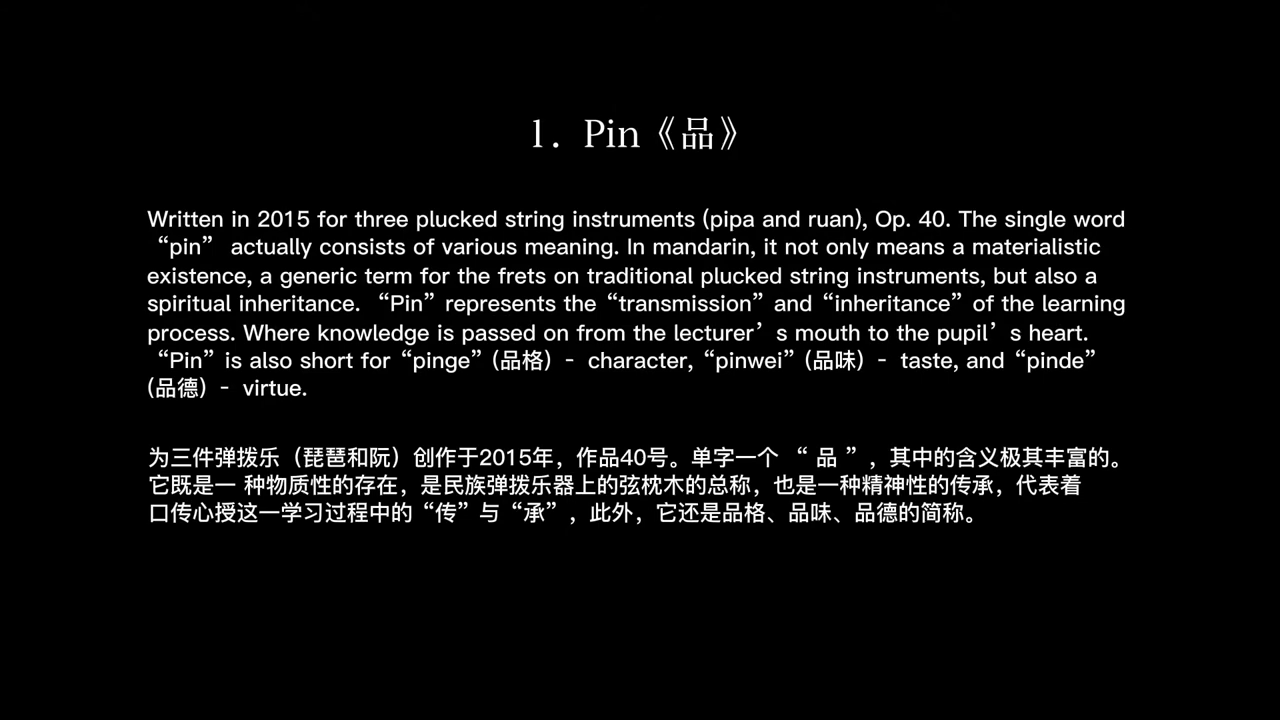 1. Pin《品》
Written in 2015 for three plucked string instruments (pipa and ruan), Op. 40. The single word
“pin” actually consists of various meaning. In mandarin, it not only means a materialistic
existence, a generic term for the frets on traditional plucked string instruments, but also a
spiritual inheritance. “Pin” represents the “transmission” and “inheritance” of the learning
process. Where knowledge is passed on from the lecturer’s mouth to the pupil’s heart.
“Pin” is also short for “pinge” (品格) - character, “pinwei” (品味) - taste, and “pinde”
(品德) - virtue.
为三件弹拨乐（琵琶和阮）创作于2015年，作品40号。单字一个 “ 品 ” ，其中的含义极其丰富的。
它既是一 种物质性的存在，是民族弹拨乐器上的弦枕木的总称，也是一种精神性的传承，代表着
口传心授这一学习过程中的“传”与“承”，此外，它还是品格、品味、品德的简称。